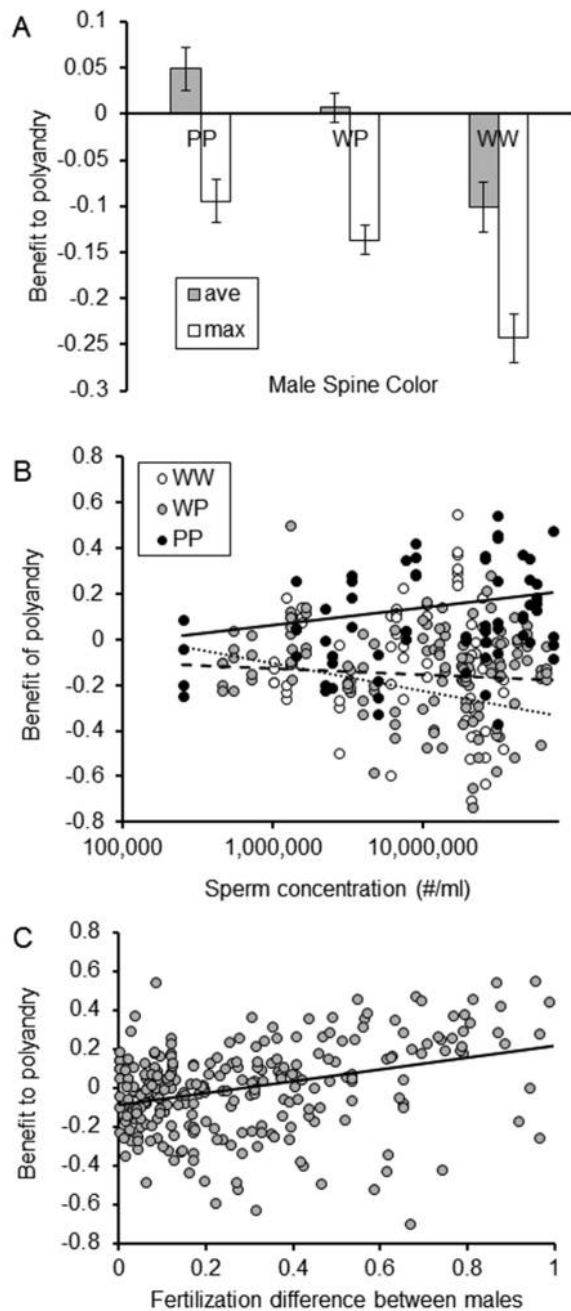 A
Benefit to polyandry
0.1
0.05
0
-0.05
-0.1
-0.15
-0.2
-0.25
-0.3
PP
WP
WW
ave
max
Male Spine Color
B
Benefit of polyandry
0.8
0.6
0.4
0.2
-0
-0.2
-0.4
-0.6
-0.8
WW
WP
PP
100,000
1,000,000
10,000,000
Sperm concentration (#/ml)
C
Benefit to polyandry
0.8
0.6
0.4
0.2
0
-0.2
-0.4
-0.6
-0.8
0
0.2
0.4
0.6
0.8
1
Fertilization difference between males